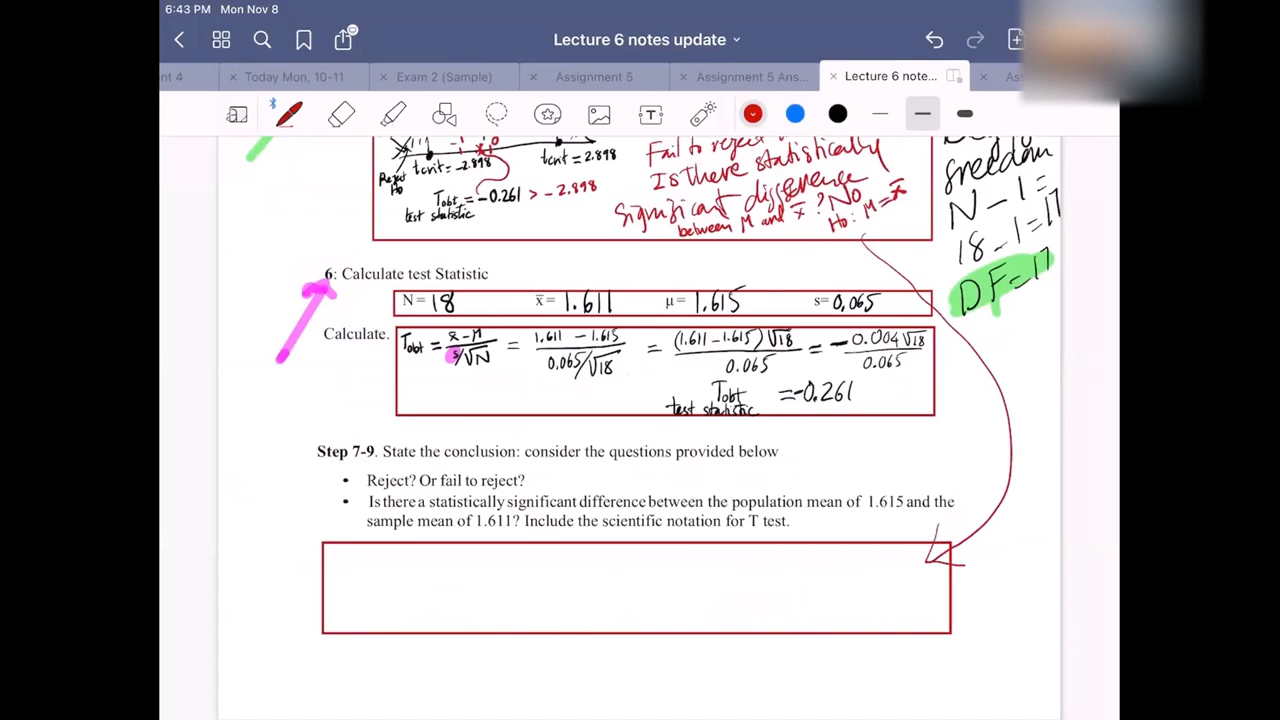 6:43 PM Mon Nov 8
Lecture 6 notes update
nt 4
Today Mon, 10-11
Exam 2 (Sample)
Assignment 5
Assignment 5 Ans...
Lecture 6 note...
As
Reject Ho
tcrit = -2.898
tcrit = 2.898
Tobt = -0.261 > -2.898
test statistic
Fail to reject
Is there statistically
significant difference
between μ and x̄? No
Ho: μ = x̄
freedom
N - 1 =
18 - 1 = 17
DF = 17
6: Calculate test Statistic
N = 18 x̄ = 1.611 μ = 1.615 s= 0.065
Calculate. Tobt = x̄ - μ / s/√N = 1.611 - 1.615 / 0.065/√18 = (1.611 - 1.615)√18 / 0.065 = -0.004√18 / 0.065
Tobt = -0.261
test statistic
Step 7-9. State the conclusion: consider the questions provided below
• Reject? Or fail to reject?
• Is there a statistically significant difference between the population mean of 1.615 and the
sample mean of 1.611? Include the scientific notation for T test.